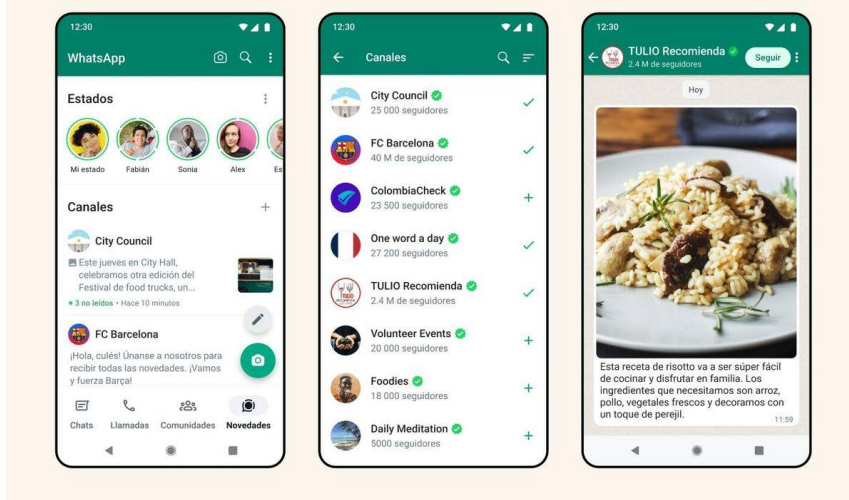 12:30
WhatsApp
Estados
Mi estado
Fabián
Sonia
Alex
Es
Canales
City Council
Este jueves en City Hall,
celebramos otra edición del
Festival de food trucks, un...
3 no leídos • Hace 10 minutos
FC Barcelona
¡Hola, culés! Únanse a nosotros para
recibir todas las novedades. ¡Vamos
y fuerza Barça!
Chats
Llamadas
Comunidades
Novedades
12:30
Canales
City Council
25 000 seguidores
FC Barcelona
40 M de seguidores
ColombiaCheck
23 500 seguidores
One word a day
27 200 seguidores
TULIO Recomienda
2.4 M de seguidores
Volunteer Events
20 000 seguidores
Foodies
18 000 seguidores
Daily Meditation
5000 seguidores
12:30
TULIO Recomienda
2.4 M de seguidores
Seguir
Hoy
Esta receta de risotto va a ser súper fácil
de cocinar y disfrutar en familia. Los
ingredientes que necesitamos son arroz,
pollo, vegetales frescos y decoramos con
un toque de perejil.
11:59